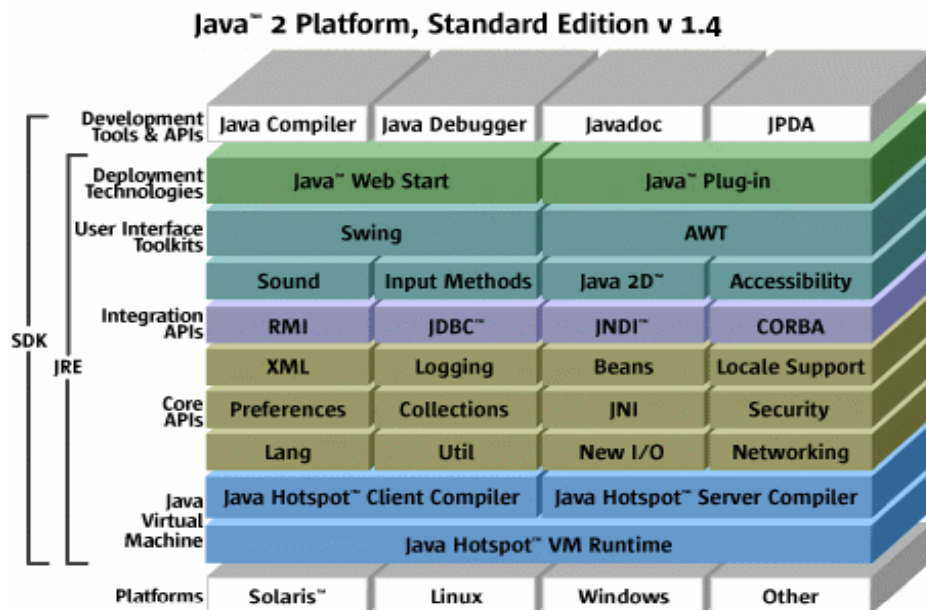 Java™ 2 Platform, Standard Edition v 1.4
Development
Tools & APIs
Java Compiler
Java Debugger
Javadoc
JPDA
Deployment
Technologies
Java™ Web Start
Java™ Plug-in
User Interface
Toolkits
Swing
AWT
Sound
Input Methods
Java 2D™
Accessibility
Integration
APIs
RMI
JDBC™
JNDI™
CORBA
SDK
JRE
XML
Logging
Beans
Locale Support
Core
APIs
Preferences
Collections
JNI
Security
Lang
Util
New I/O
Networking
Java
Virtual
Machine
Java Hotspot™ Client Compiler
Java Hotspot™ Server Compiler
Java Hotspot™ VM Runtime
Platforms
Solaris™
Linux
Windows
Other